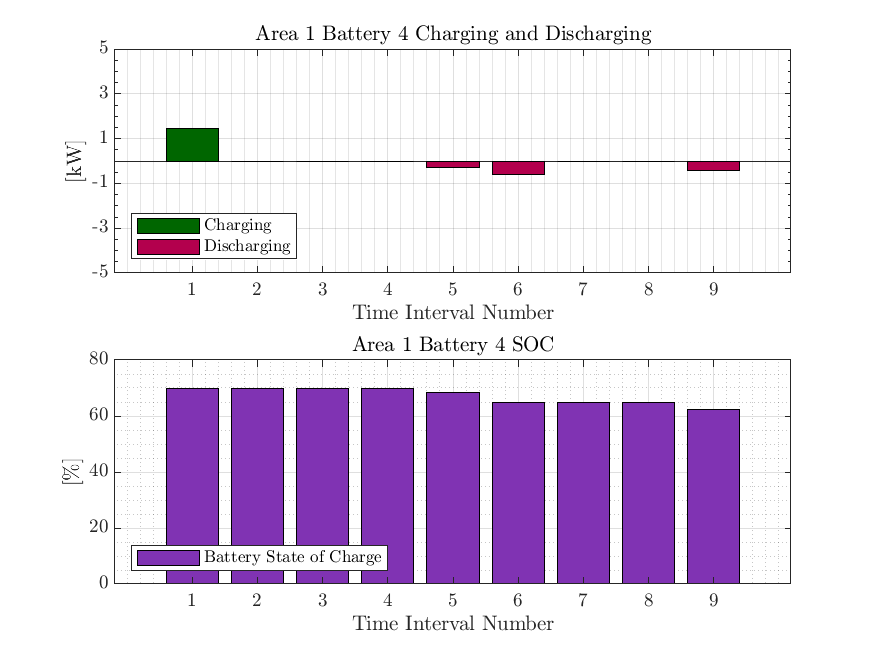 Area 1 Battery 4 Charging and Discharging
5
3
1
-1
-3
-5
[kW]
Charging
Discharging
1 2 3 4 5 6 7 8 9
Time Interval Number
Area 1 Battery 4 SOC
80
60
40
20
0
[%]
Battery State of Charge
1 2 3 4 5 6 7 8 9
Time Interval Number